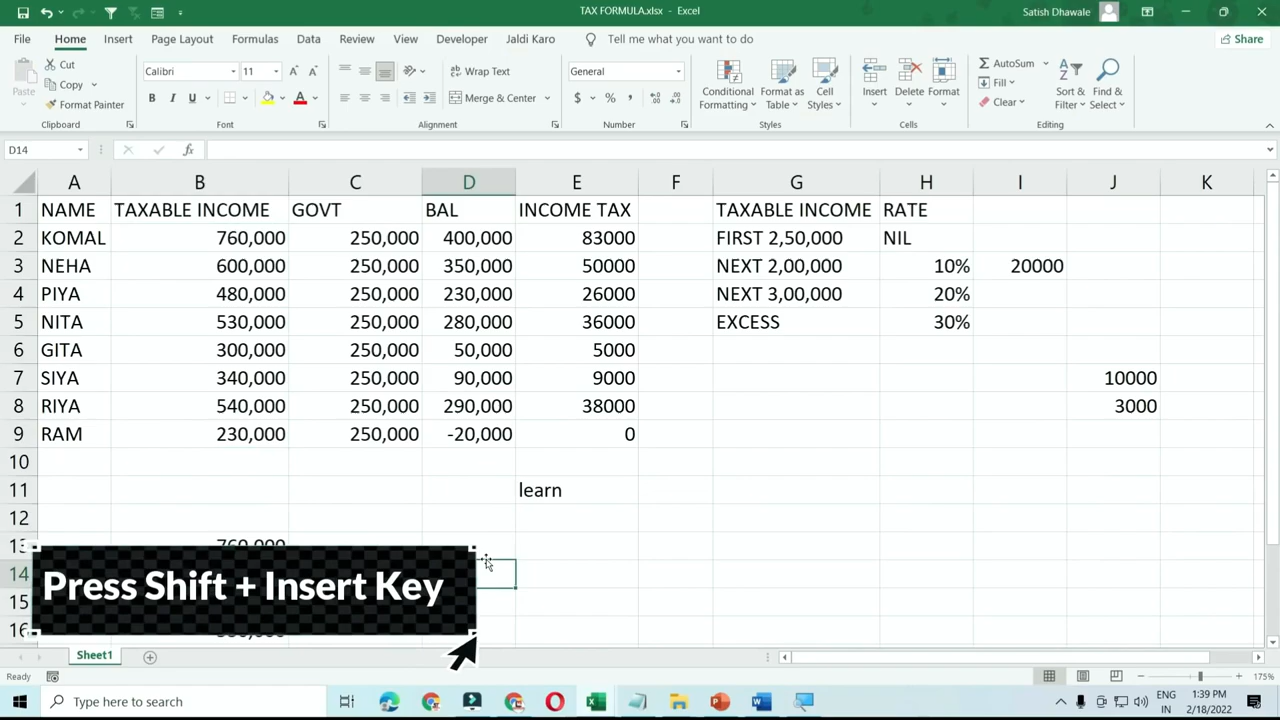 TAX FORMULA.xlsx - Excel
Satish Dhawale
File Home Insert Page Layout Formulas Data Review View Developer Jaldi Karo Tell me what you want to do Share
Cut
Copy
Format Painter
Paste
Clipboard
Calibri 11
B I U
Font
Wrap Text
Merge & Center
Alignment
General
$ % ,
Number
Conditional Formatting
Format as Table
Cell Styles
Styles
Insert Delete Format
Cells
AutoSum
Fill
Clear
Sort & Filter
Find & Select
Editing
D14 fx
A B C D E F G H I J K
1 NAME TAXABLE INCOME GOVT BAL INCOME TAX TAXABLE INCOME RATE
2 KOMAL 760,000 250,000 400,000 83000 FIRST 2,50,000 NIL
3 NEHA 600,000 250,000 350,000 50000 NEXT 2,00,000 10% 20000
4 PIYA 480,000 250,000 230,000 26000 NEXT 3,00,000 20%
5 NITA 530,000 250,000 280,000 36000 EXCESS 30%
6 GITA 300,000 250,000 50,000 5000
7 SIYA 340,000 250,000 90,000 9000 10000
8 RIYA 540,000 250,000 290,000 38000 3000
9 RAM 230,000 250,000 -20,000 0
10
11 learn
12
13 760,000
14
15
16
Press Shift + Insert Key
Sheet1
Ready 175%
Type here to search
ENG
IN
1:39 PM
2/18/2022